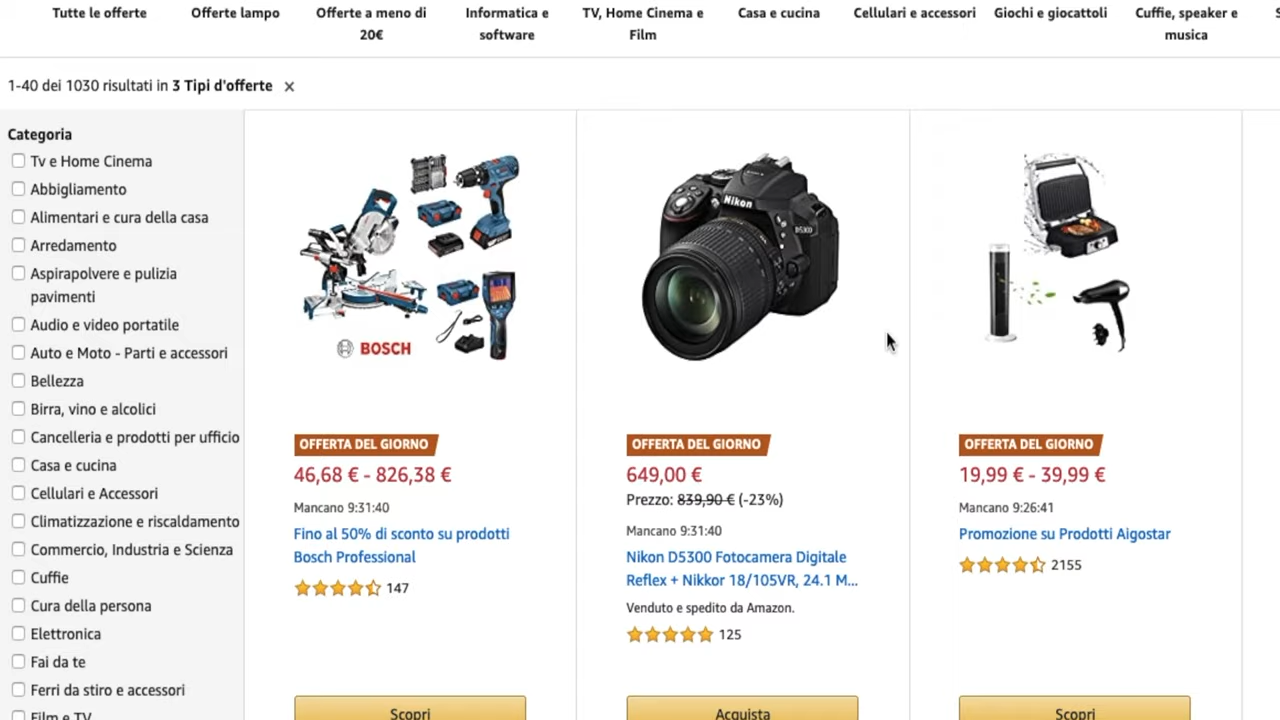 Tutte le offerte
Offerte lampo
Offerte a meno di
20€
Informatica e
software
TV, Home Cinema e
Film
Casa e cucina
Cellulari e accessori
Giochi e giocattoli
Cuffie, speaker e
musica
1-40 dei 1030 risultati in 3 Tipi d'offerte ×
Categoria
Tv e Home Cinema
Abbigliamento
Alimentari e cura della casa
Arredamento
Aspirapolvere e pulizia
pavimenti
Audio e video portatile
Auto e Moto - Parti e accessori
Bellezza
Birra, vino e alcolici
Cancelleria e prodotti per ufficio
Casa e cucina
Cellulari e Accessori
Climatizzazione e riscaldamento
Commercio, Industria e Scienza
Cuffie
Cura della persona
Elettronica
Fai da te
Ferri da stiro e accessori
Film e TV
BOSCH
OFFERTA DEL GIORNO
46,68 € - 826,38 €
Mancano 9:31:40
Fino al 50% di sconto su prodotti
Bosch Professional
147
Scopri
Nikon
D5300
OFFERTA DEL GIORNO
649,00 €
Prezzo: 839,90 € (-23%)
Mancano 9:31:40
Nikon D5300 Fotocamera Digitale
Reflex + Nikkor 18/105VR, 24.1 M...
Venduto e spedito da Amazon.
125
Acquista
OFFERTA DEL GIORNO
19,99 € - 39,99 €
Mancano 9:26:41
Promozione su Prodotti Aigostar
2155
Scopri